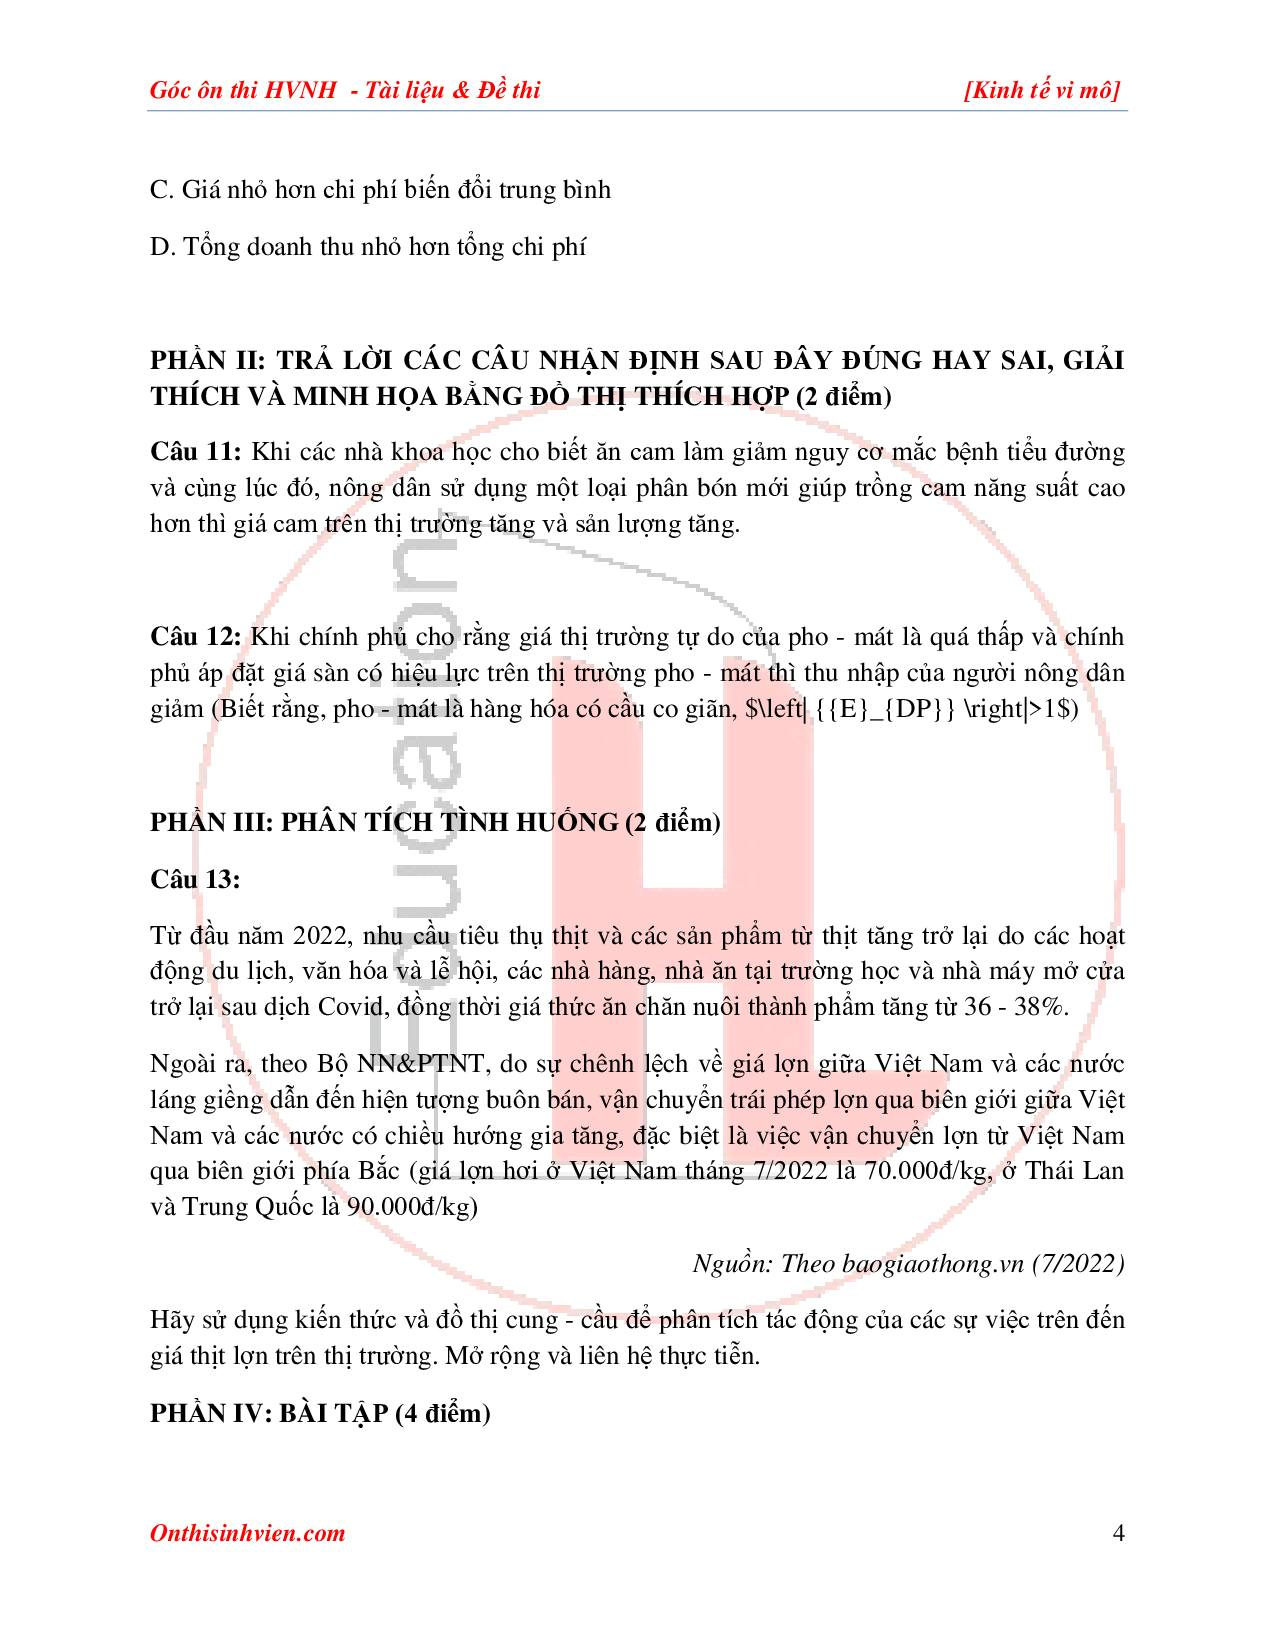 Góc ôn thi HVNH - Tài liệu & Đề thi [Kinh tế vi mô]
C. Giá nhỏ hơn chi phí biến đổi trung bình
D. Tổng doanh thu nhỏ hơn tổng chi phí
PHẦN II: TRẢ LỜI CÁC CÂU NHẬN ĐỊNH SAU ĐÂY ĐÚNG HAY SAI, GIẢI
THÍCH VÀ MINH HỌA BẰNG ĐỒ THỊ THÍCH HỢP (2 điểm)
Câu 11: Khi các nhà khoa học cho biết ăn cam làm giảm nguy cơ mắc bệnh tiểu đường
và cùng lúc đó, nông dân sử dụng một loại phân bón mới giúp trồng cam năng suất cao
hơn thì giá cam trên thị trường tăng và sản lượng tăng.
Câu 12: Khi chính phủ cho rằng giá thị trường tự do của pho - mát là quá thấp và chính
phủ áp đặt giá sàn có hiệu lực trên thị trường pho - mát thì thu nhập của người nông dân
giảm (Biết rằng, pho - mát là hàng hóa có cầu co giãn, $\left| {{E}_{DP}} \right|>1$)
PHẦN III: PHÂN TÍCH TÌNH HUỐNG (2 điểm)
Câu 13:
Từ đầu năm 2022, nhu cầu tiêu thụ thịt và các sản phẩm từ thịt tăng trở lại do các hoạt
động du lịch, văn hóa và lễ hội, các nhà hàng, nhà ăn tại trường học và nhà máy mở cửa
trở lại sau dịch Covid, đồng thời giá thức ăn chăn nuôi thành phẩm tăng từ 36 - 38%.
Ngoài ra, theo Bộ NN&PTNT, do sự chênh lệch về giá lợn giữa Việt Nam và các nước
láng giềng dẫn đến hiện tượng buôn bán, vận chuyển trái phép lợn qua biên giới giữa Việt
Nam và các nước có chiều hướng gia tăng, đặc biệt là việc vận chuyển lợn từ Việt Nam
qua biên giới phía Bắc (giá lợn hơi ở Việt Nam tháng 7/2022 là 70.000đ/kg, ở Thái Lan
và Trung Quốc là 90.000đ/kg)
Nguồn: Theo baogiaothong.vn (7/2022)
Hãy sử dụng kiến thức và đồ thị cung - cầu để phân tích tác động của các sự việc trên đến
giá thịt lợn trên thị trường. Mở rộng và liên hệ thực tiễn.
PHẦN IV: BÀI TẬP (4 điểm)
Education
Onthisinhvien.com 4